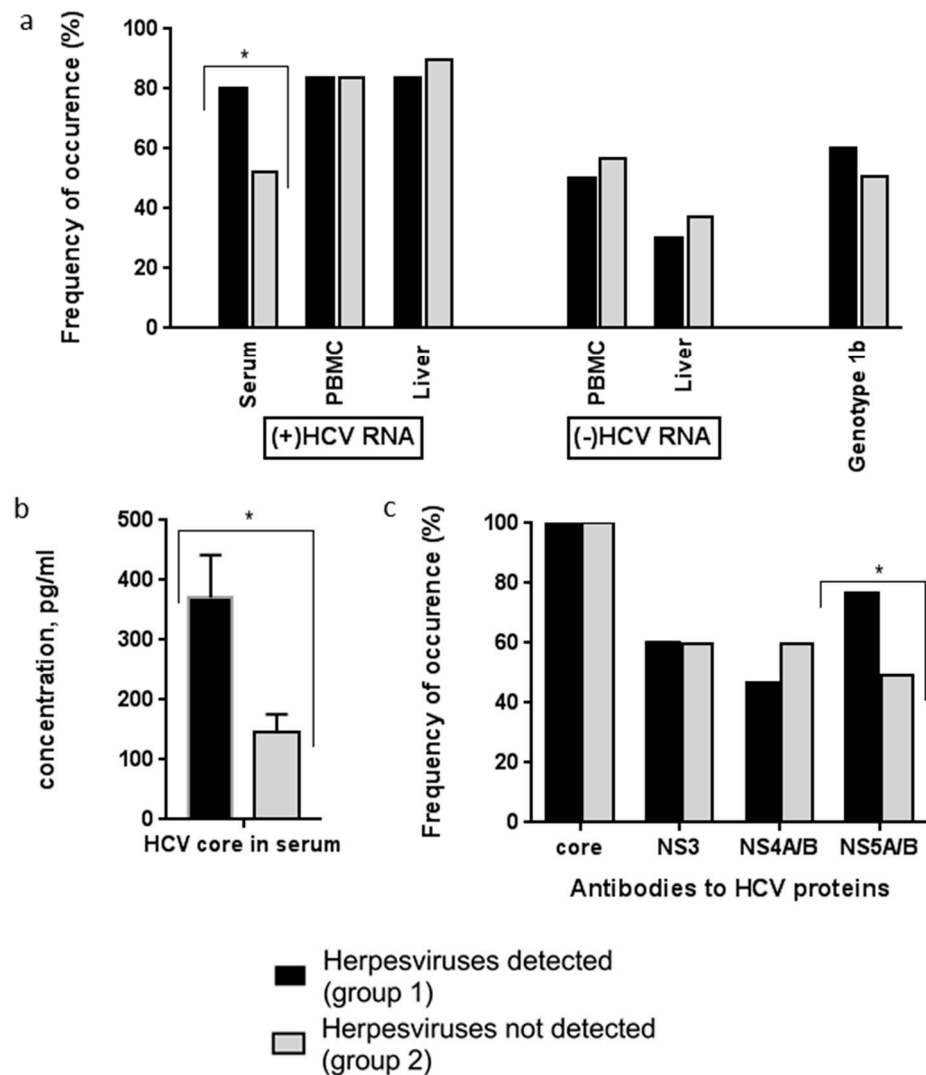 a
Frequency of occurence (%)
100
80
60
40
20
0
*
Serum
PBMC
Liver
PBMC
Liver
Genotype 1b
(+)HCV RNA
(-)HCV RNA
b
concentration, pg/ml
500
400
300
200
100
0
*
HCV core in serum
c
Frequency of occurence (%)
100
80
60
40
20
0
*
core
NS3
NS4A/B
NS5A/B
Antibodies to HCV proteins
Herpesviruses detected
(group 1)
Herpesviruses not detected
(group 2)